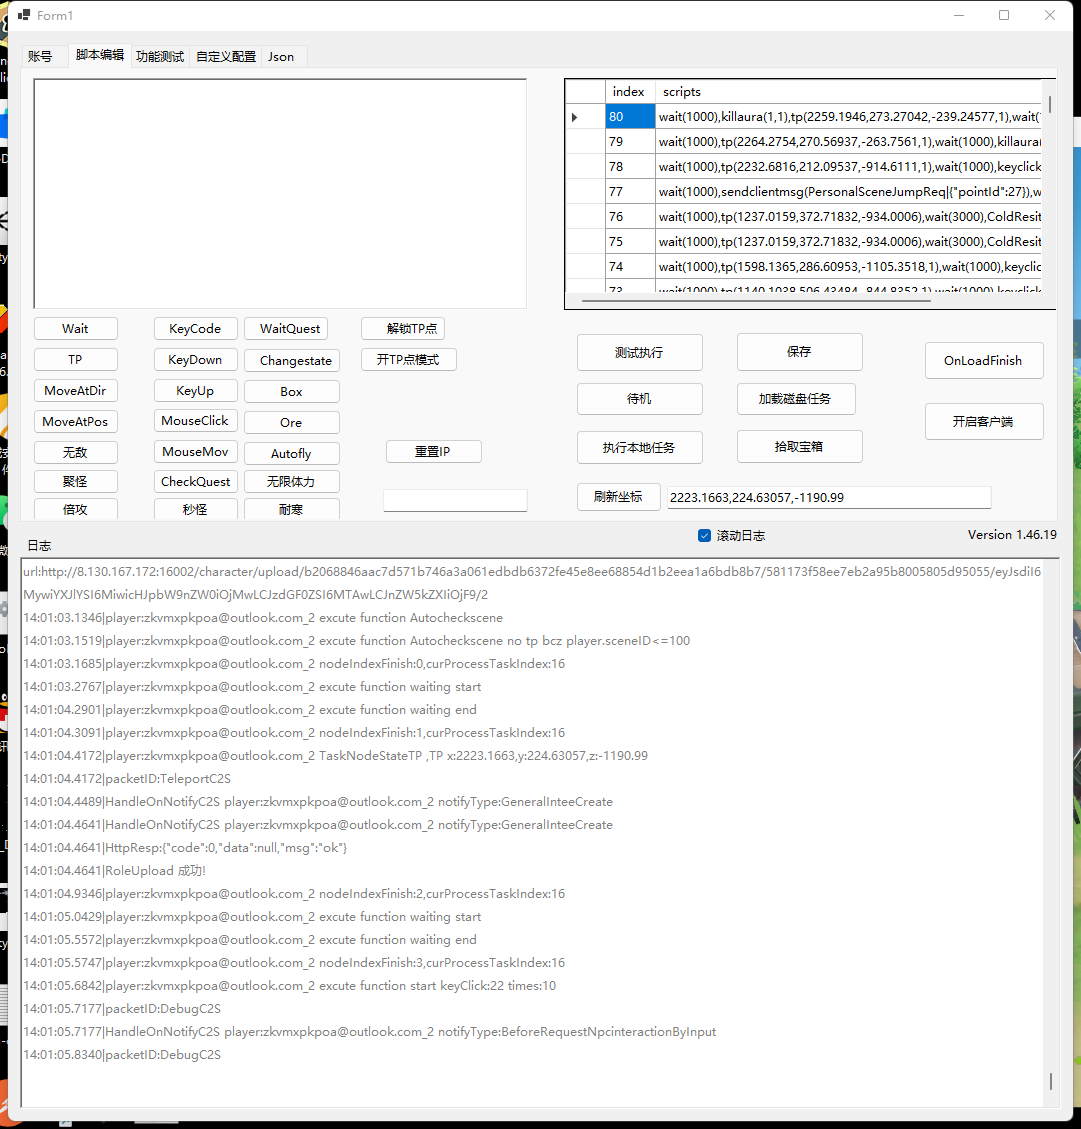 Form1
账号 脚本编辑 功能测试 自定义配置 Json
index scripts
80 wait(1000),killaura(1,1),tp(2259.1946,273.27042,-239.24577,1),wait(
79 wait(1000),tp(2264.2754,270.56937,-263.7561,1),wait(1000),killaura
78 wait(1000),tp(2232.6816,212.09537,-914.6111,1),wait(1000),keyclick
77 wait(1000),sendclientmsg(PersonalSceneJumpReq|{"pointId":27}),w
76 wait(1000),tp(1237.0159,372.71832,-934.0006),wait(3000),ColdResit
75 wait(1000),tp(1237.0159,372.71832,-934.0006),wait(3000),ColdResit
74 wait(1000),tp(1598.1365,286.60953,-1105.3518,1),wait(1000),keyclic
73 wait(1000),tp(1140.1038,506.43484,-844.8352,1),wait(1000),keyclick
Wait KeyCode WaitQuest 解锁TP点
TP KeyDown Changestate 开TP点模式
MoveAtDir KeyUp Box
MoveAtPos MouseClick Ore
无敌 MouseMov Autofly 重置IP
聚怪 CheckQuest 无限体力
倍攻 秒怪 耐寒
测试执行 保存 OnLoadFinish
待机 加载磁盘任务 开启客户端
执行本地任务 拾取宝箱
刷新坐标 2223.1663,224.63057,-1190.99
日志 滚动日志 Version 1.46.19
url:http://8.130.167.172:16002/character/upload/b2068846aac7d571b746a3a061edbdb6372fe45e8ee68854d1b2eea1a6bdb8b7/581173f58ee7eb2a95b8005805d95055/eyJsdiI6
MywiYXJlYSI6MiwicHJpbW9nZW0iOjMwLCJzdGF0ZSI6MTAwLCJnZW5kZXIiOjF9/2
14:01:03.1346|player:zkvmxpkpoa@outlook.com_2 excute function Autocheckscene
14:01:03.1519|player:zkvmxpkpoa@outlook.com_2 excute function Autocheckscene no tp bcz player.sceneID<=100
14:01:03.1685|player:zkvmxpkpoa@outlook.com_2 nodeIndexFinish:0,curProcessTaskIndex:16
14:01:03.2767|player:zkvmxpkpoa@outlook.com_2 excute function waiting start
14:01:04.2901|player:zkvmxpkpoa@outlook.com_2 excute function waiting end
14:01:04.3091|player:zkvmxpkpoa@outlook.com_2 nodeIndexFinish:1,curProcessTaskIndex:16
14:01:04.4172|player:zkvmxpkpoa@outlook.com_2 TaskNodeStateTP ,TP x:2223.1663,y:224.63057,z:-1190.99
14:01:04.4172|packetID:TeleportC2S
14:01:04.4489|HandleOnNotifyC2S player:zkvmxpkpoa@outlook.com_2 notifyType:GeneralInteeCreate
14:01:04.4641|HandleOnNotifyC2S player:zkvmxpkpoa@outlook.com_2 notifyType:GeneralInteeCreate
14:01:04.4641|HttpResp:{"code":0,"data":null,"msg":"ok"}
14:01:04.4641|RoleUpload 成功!
14:01:04.9346|player:zkvmxpkpoa@outlook.com_2 nodeIndexFinish:2,curProcessTaskIndex:16
14:01:05.0429|player:zkvmxpkpoa@outlook.com_2 excute function waiting start
14:01:05.5572|player:zkvmxpkpoa@outlook.com_2 excute function waiting end
14:01:05.5747|player:zkvmxpkpoa@outlook.com_2 nodeIndexFinish:3,curProcessTaskIndex:16
14:01:05.6842|player:zkvmxpkpoa@outlook.com_2 excute function start keyClick:22 times:10
14:01:05.7177|packetID:DebugC2S
14:01:05.7177|HandleOnNotifyC2S player:zkvmxpkpoa@outlook.com_2 notifyType:BeforeRequestNpcinteractionByInput
14:01:05.8340|packetID:DebugC2S